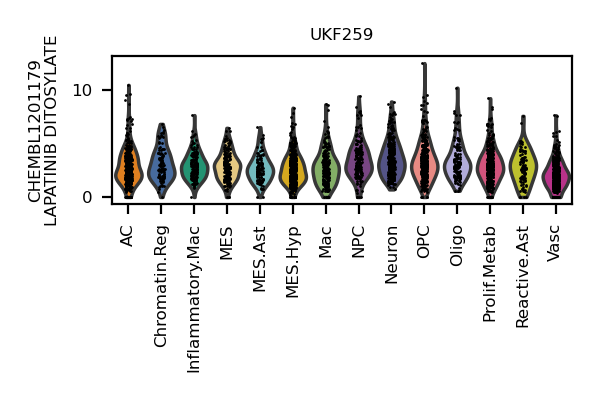 UKF259
CHEMBL1201179
LAPATINIB DITOSYLATE
10
0
AC
Chromatin.Reg
Inflammatory.Mac
MES
MES.Ast
MES.Hyp
Mac
NPC
Neuron
OPC
Oligo
Prolif.Metab
Reactive.Ast
Vasc